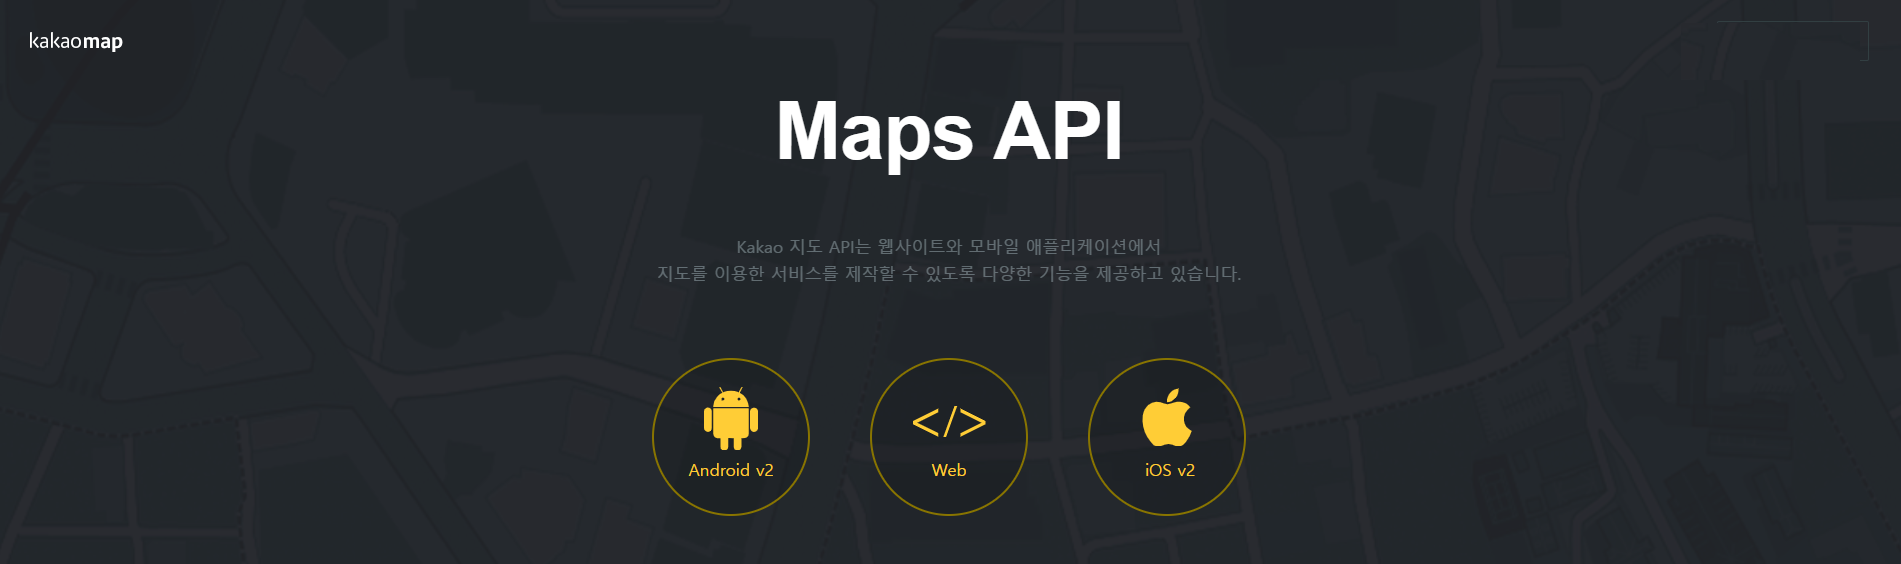 kakaomap
Maps API
Kakao 지도 API는 웹사이트와 모바일 애플리케이션에서
지도를 이용한 서비스를 제작할 수 있도록 다양한 기능을 제공하고 있습니다.
</>
Android v2
Web
iOS v2